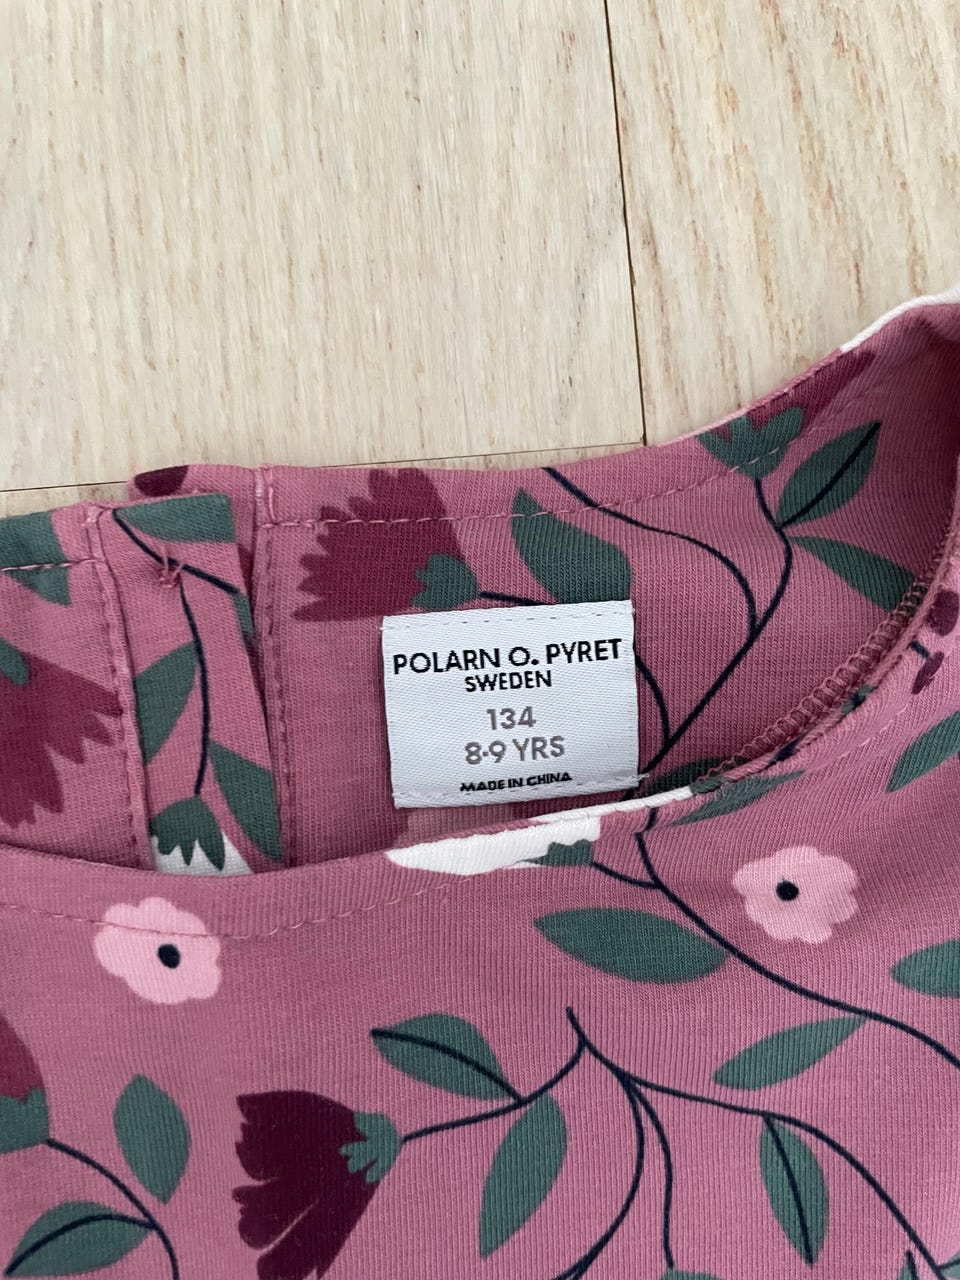 POLARN O. PYRET
SWEDEN
134
8-9 YRS
MADE IN CHINA